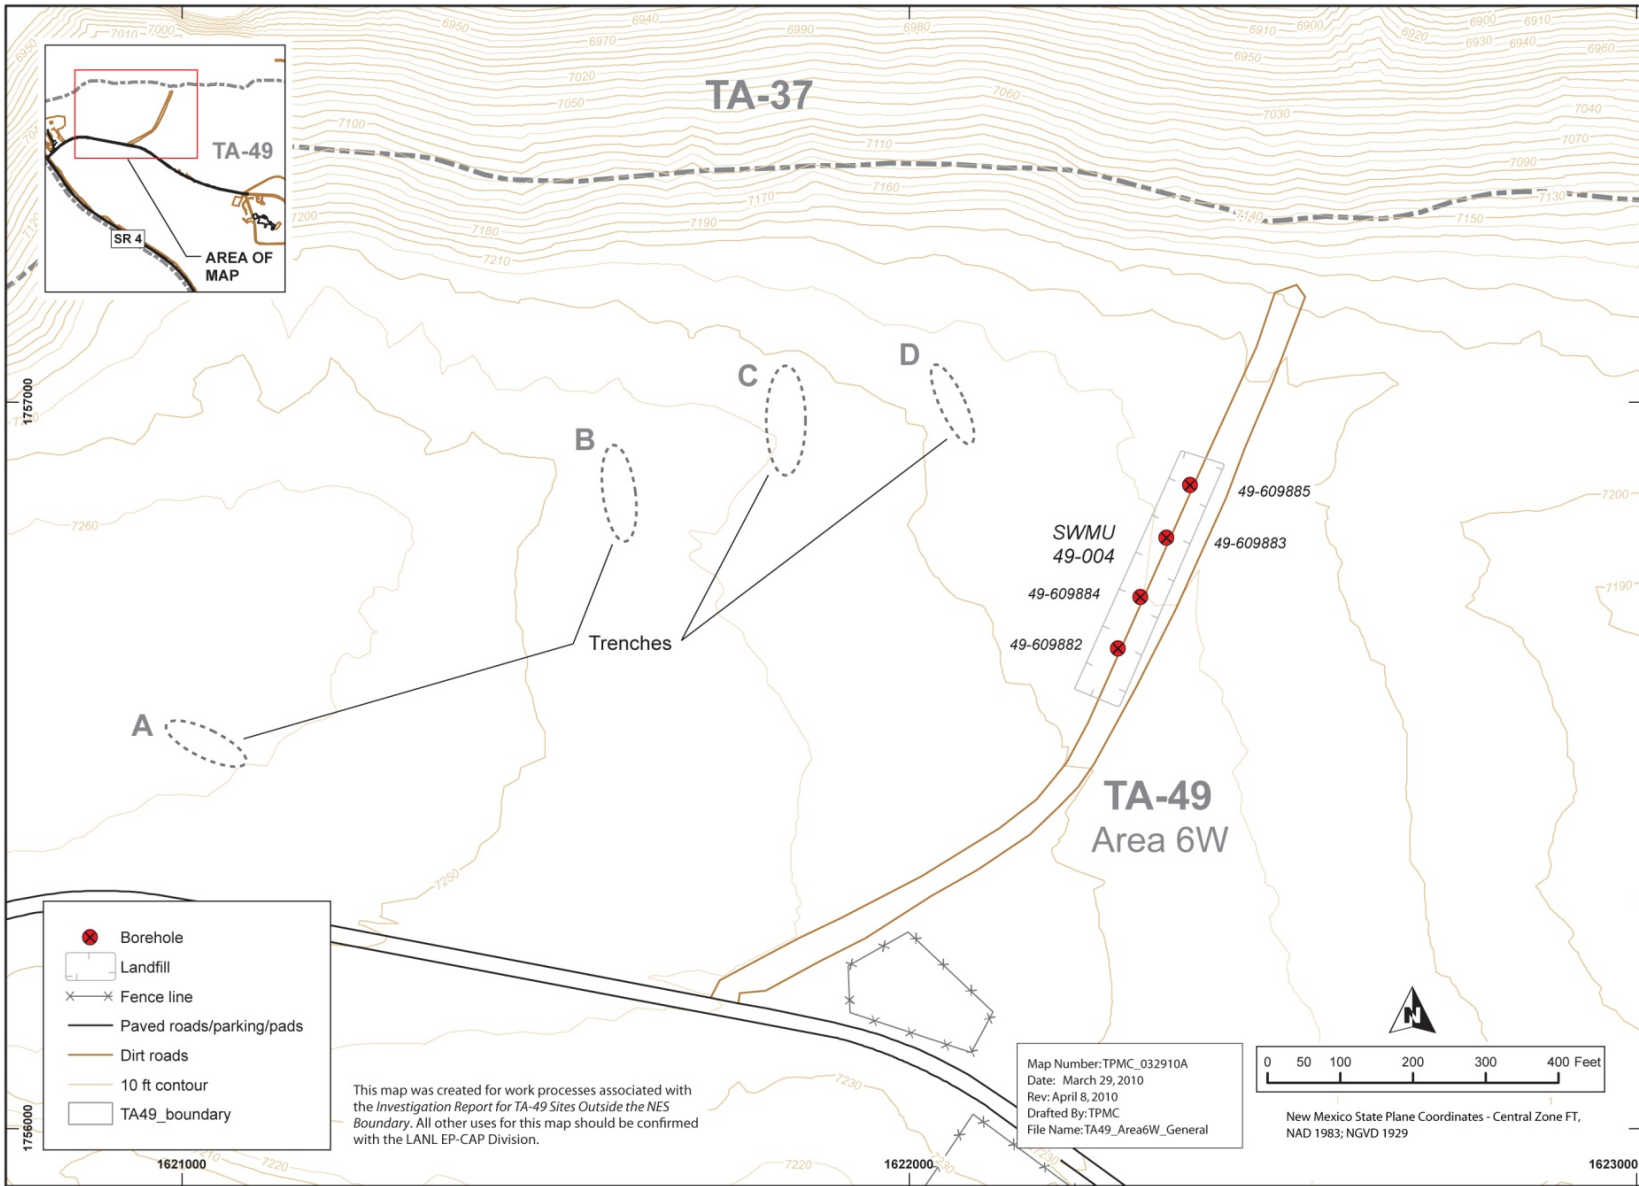 6950
7010
7000
6950
6940
6990
6980
6910
6900
6910
6920
6930
6940
6960
6970
6950
7020
7050
TA-37
7060
7030
7040
7100
7110
7070
7090
TA-49
7160
7170
7130
7200
7190
7140
7150
7180
7210
SR 4
AREA OF
MAP
D
C
1757000
B
7260
49-609885
7200
SWMU
49-004
49-609883
49-609884
7190
49-609882
Trenches
A
TA-49
Area 6W
7250
Borehole
Landfill
Fence line
Paved roads/parking/pads
Dirt roads
10 ft contour
TA49_boundary
This map was created for work processes associated with
the Investigation Report for TA-49 Sites Outside the NES
Boundary. All other uses for this map should be confirmed
with the LANL EP-CAP Division.
7230
Map Number:TPMC_032910A
Date: March 29, 2010
Rev: April 8, 2010
Drafted By: TPMC
File Name: TA49_Area6W_General
N
0 50 100 200 300 400 Feet
New Mexico State Plane Coordinates - Central Zone FT,
NAD 1983; NGVD 1929
1756000
7210
7220
7220
7230
7230
1621000
1622000
1623000